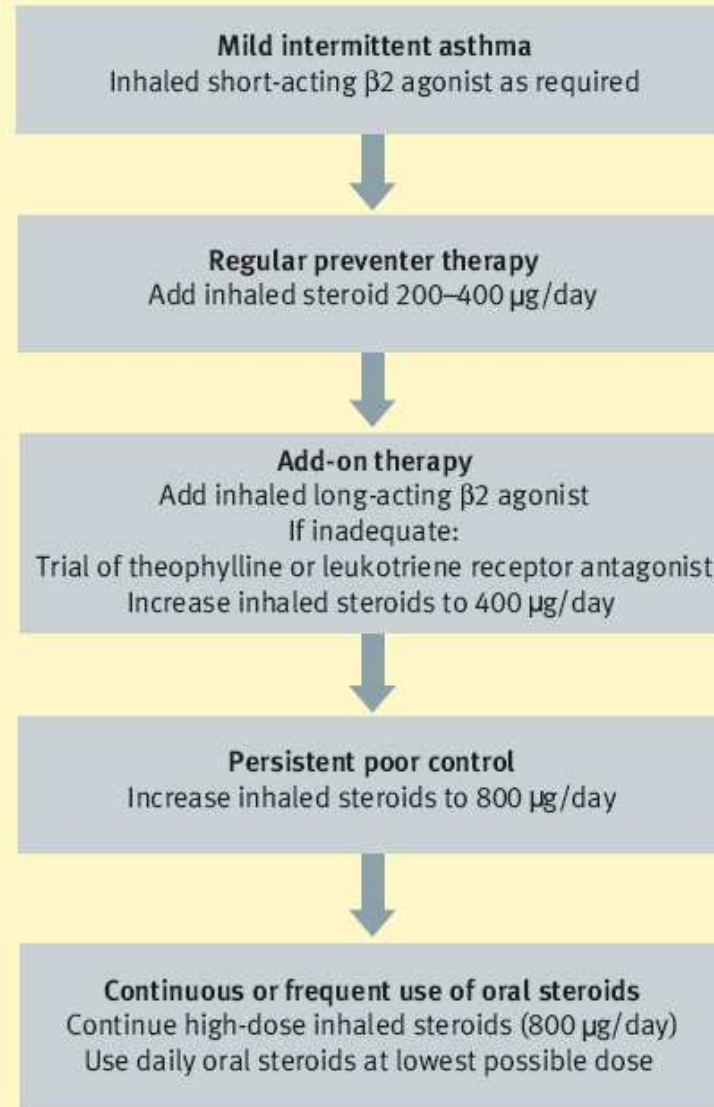 Mild intermittent asthma
Inhaled short-acting β2 agonist as required
Regular preventer therapy
Add inhaled steroid 200–400 µg/day
Add-on therapy
Add inhaled long-acting β2 agonist
If inadequate:
Trial of theophylline or leukotriene receptor antagonist
Increase inhaled steroids to 400 µg/day
Persistent poor control
Increase inhaled steroids to 800 µg/day
Continuous or frequent use of oral steroids
Continue high-dose inhaled steroids (800 µg/day)
Use daily oral steroids at lowest possible dose